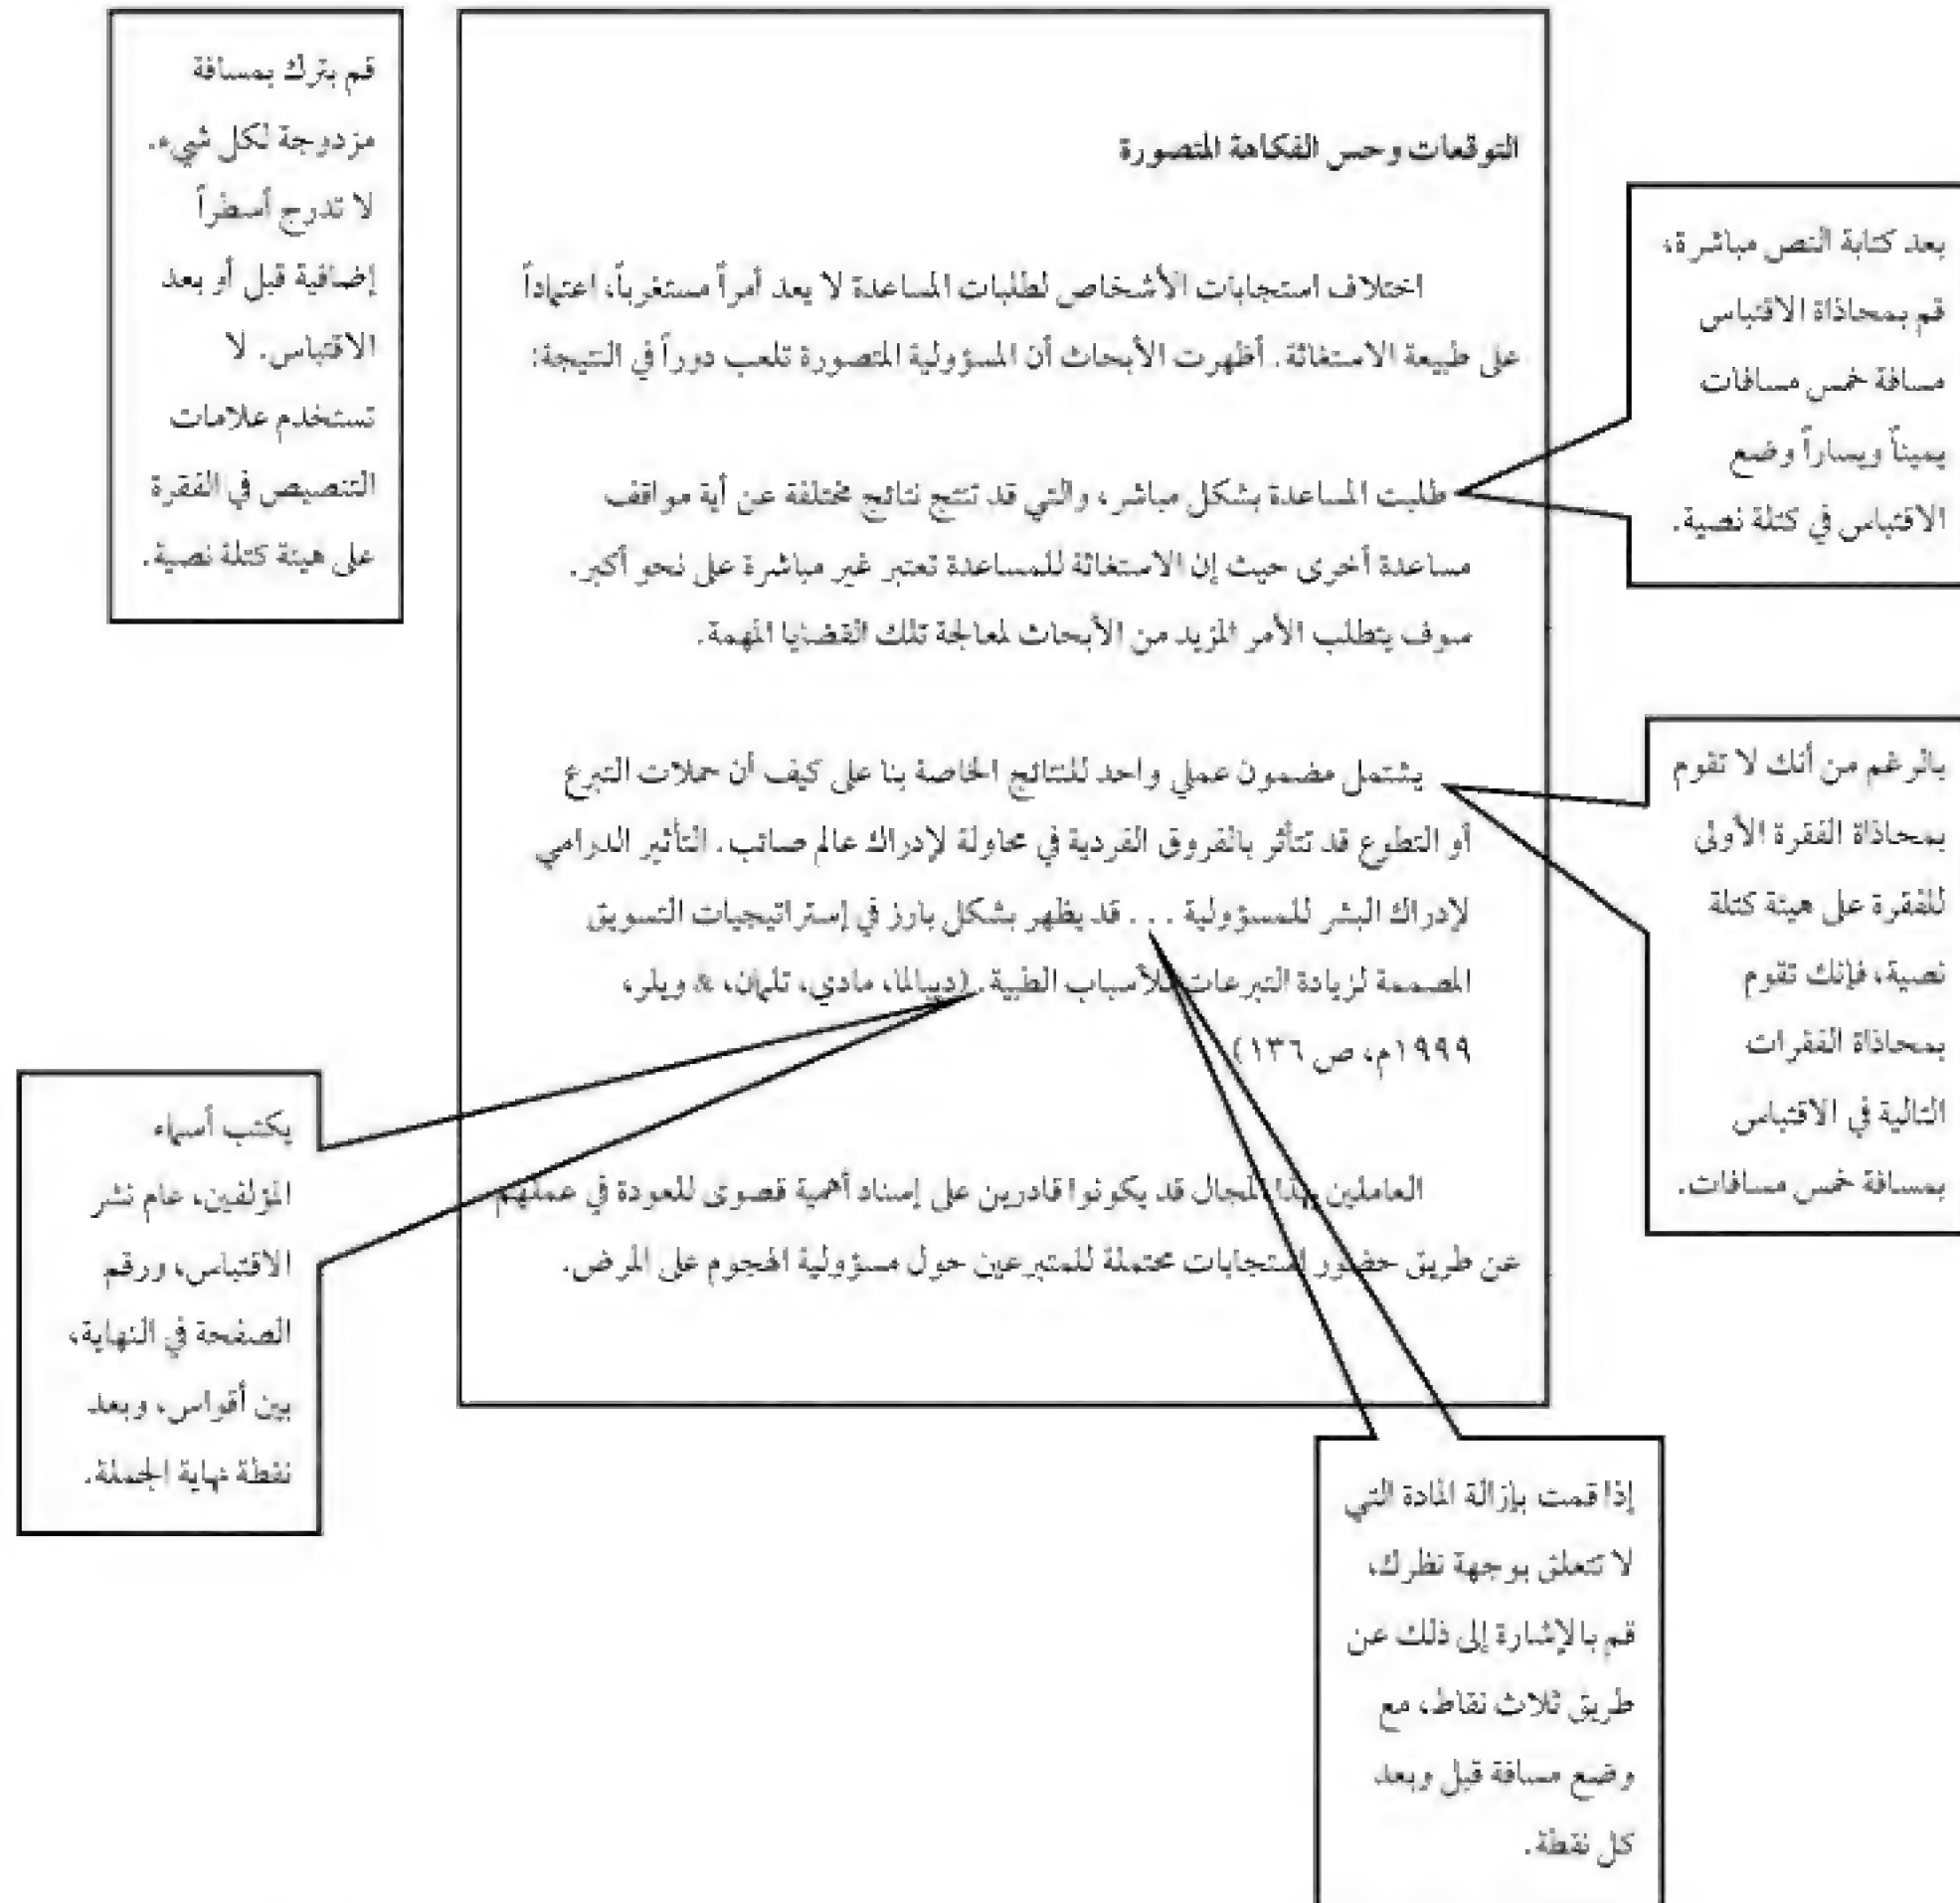 التوقعات وحس الفكاهة المتصورة
اختلاف استجابات الأشخاص لطلبات المساعدة لا يعد أمراً مستغرباً، اعتماداً
على طبيعة الاستغاثة. أظهرت الأبحاث أن المسؤولية المتصورة تلعب دوراً في النتيجة:
طلبت المساعدة بشكل مباشر، والتي قد تنتج نتائج مختلفة عن أية مواقف
مساعدة أخرى حيث إن الاستغاثة للمساعدة تعتبر غير مباشرة على نحو أكبر.
سوف يتطلب الأمر المزيد من الأبحاث لمعالجة تلك القضايا المهمة.
يشتمل مضمون عملي واحد للنتائج الخاصة بنا على كيف أن حملات التبرع
أو التطوع قد تتأثر بالفروق الفردية في محاولة لإدراك عالم صائب. التأثير الدرامي
لإدراك البشر للمسؤولية . . . قد يظهر بشكل بارز في إستراتيجيات التسويق
المصممة لزيادة التبرعات للأسباب الطبية. (ديبالما، مادي، تلمان، & ويلر،
١٩٩٩م، ص ١٣٦)
العاملين بهذا المجال قد يكونوا قادرين على إسناد أهمية قصوى للعودة في عملهم
عن طريق حضور استجابات محتملة للمتبرعين حول مسؤولية الهجوم على المرض.
بعد كتابة النص مباشرة،
قم بمحاذاة الاقتباس
مسافة خمس مسافات
يميناً ويساراً وضع
الاقتباس في كتلة نصية.
بالرغم من أنك لا تقوم
بمحاذاة الفقرة الأولى
للفقرة على هيئة كتلة
نصية، فإنك تقوم
بمحاذاة الفقرات
التالية في الاقتباس
بمسافة خمس مسافات.
إذا قمت بإزالة المادة التي
لا تتعلق بوجهة نظرك،
قم بالإشارة إلى ذلك عن
طريق ثلاث نقاط، مع
وضع مسافة قبل وبعد
كل نقطة.
قم بترك بمسافة
مزدوجة لكل شيء.
لا تدرج أسطراً
إضافية قبل أو بعد
الاقتباس. لا
تستخدم علامات
التنصيص في الفقرة
على هيئة كتلة نصية.
يكتب أسماء
المؤلفين، عام نشر
الاقتباس، ورقم
الصفحة في النهاية،
بين أقواس، وبعد
نقطة نهاية الجملة.